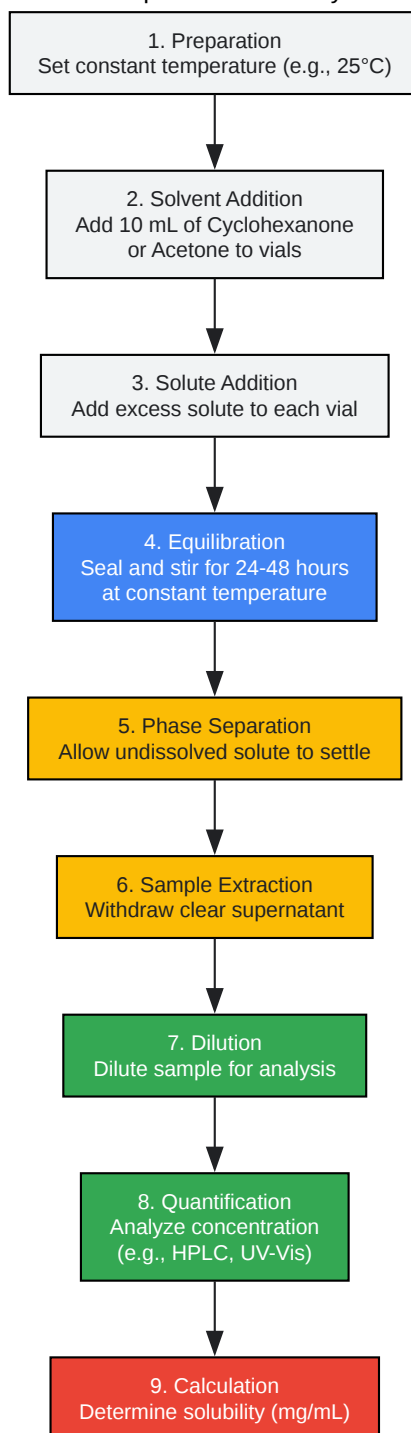 1. Preparation
Set constant temperature (e.g., 25°C)
2. Solvent Addition
Add 10 mL of Cyclohexanone
or Acetone to vials
3. Solute Addition
Add excess solute to each vial
4. Equilibration
Seal and stir for 24-48 hours
at constant temperature
5. Phase Separation
Allow undissolved solute to settle
6. Sample Extraction
Withdraw clear supernatant
7. Dilution
Dilute sample for analysis
8. Quantification
Analyze concentration
(e.g., HPLC, UV-Vis)
9. Calculation
Determine solubility (mg/mL)